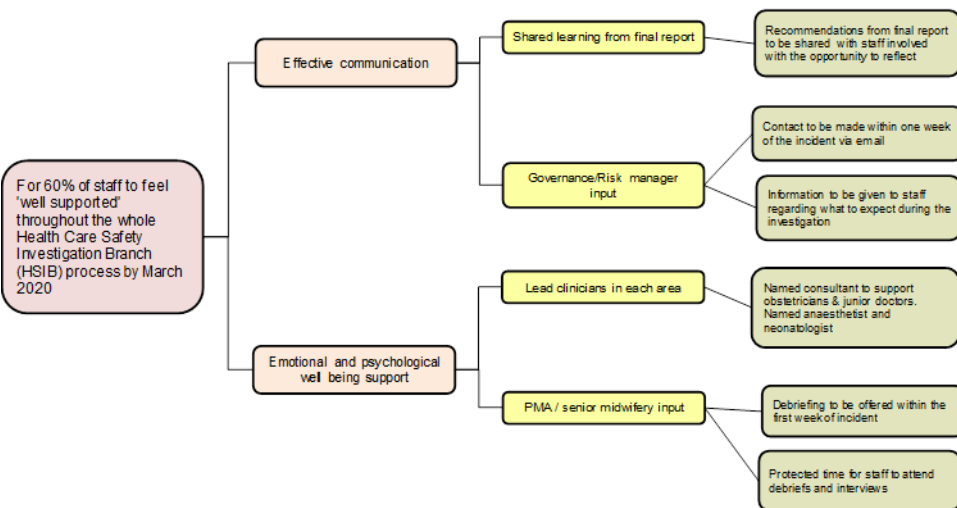 For 60% of staff to feel
'well supported'
throughout the whole
Health Care Safety
Investigation Branch
(HSIB) process by March
2020
Effective communication
Shared learning from final report
Recommendations from final report
to be shared with staff involved
with the opportunity to reflect
Governance/Risk manager
input
Contact to be made within one week
of the incident via email
Information to be given to staff
regarding what to expect during the
investigation
Emotional and psychological
well being support
Lead clinicians in each area
Named consultant to support
obstetricians & junior doctors.
Named anaesthetist and
neonatologist
PMA / senior midwifery input
Debriefing to be offered within the
first week of incident
Protected time for staff to attend
debriefs and interviews